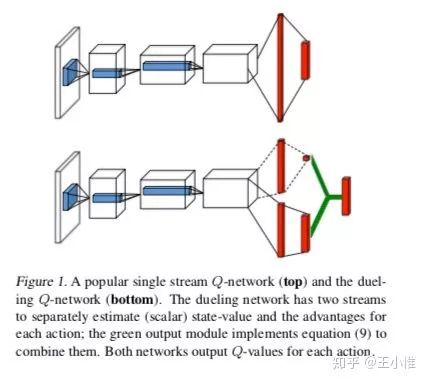 Figure 1. A popular single stream Q-network (top) and the duel-
ing Q-network (bottom). The dueling network has two streams
to separately estimate (scalar) state-value and the advantages for
each action; the green output module implements equation (9) to
combine them. Both networks output Q-values for each action.
知乎 @王小惟